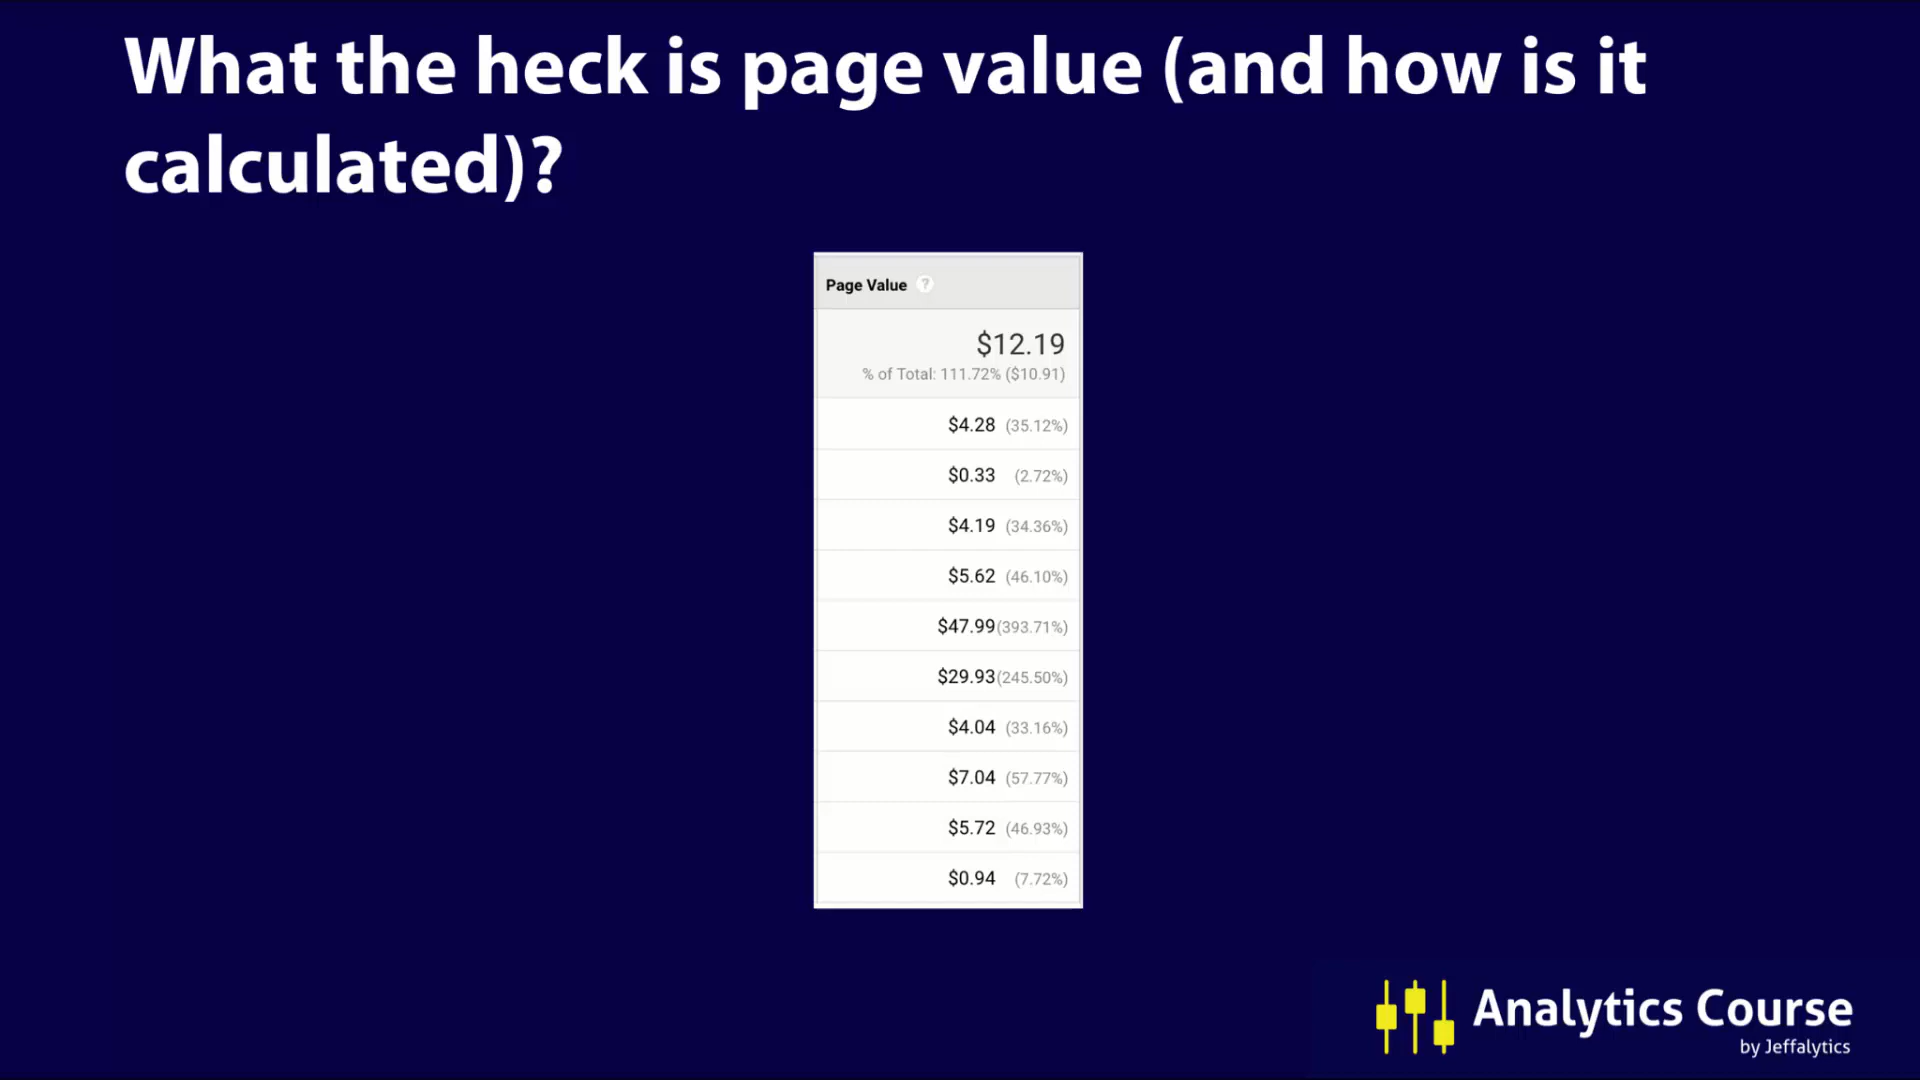 What the heck is page value (and how is it
calculated)?
Page Value ?
$12.19
% of Total: 111.72% ($10.91)
$4.28 (35.12%)
$0.33 (2.72%)
$4.19 (34.36%)
$5.62 (46.10%)
$47.99(393.71%)
$29.93(245.50%)
$4.04 (33.16%)
$7.04 (57.77%)
$5.72 (46.93%)
$0.94 (7.72%)
Analytics Course
by Jeffalytics